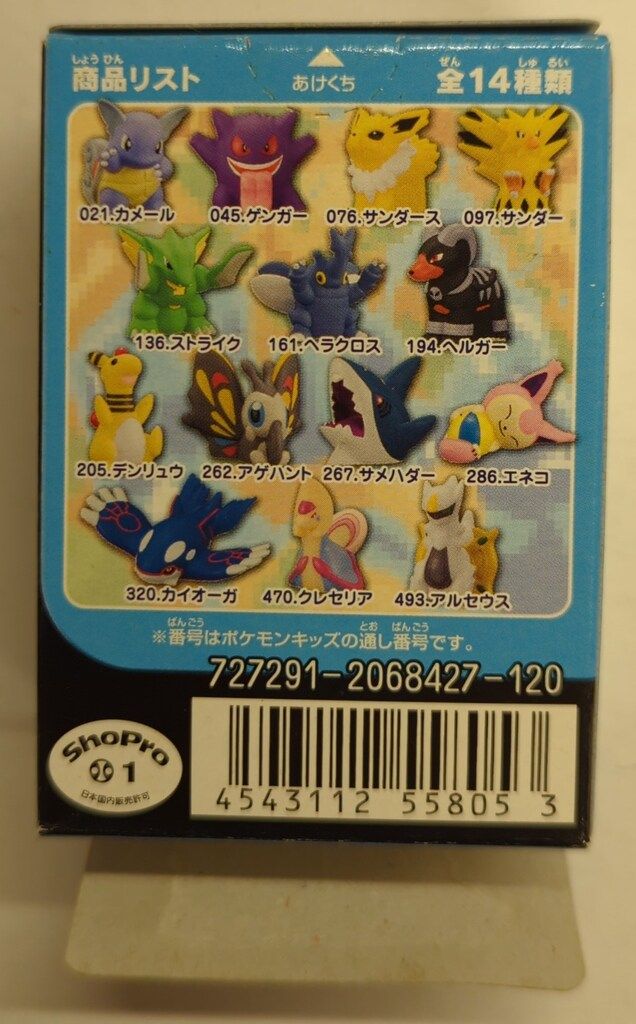 しょうひん
商品リスト
あけくち
ぜん しゅるい
全14種類
021.カメール 045.ゲンガー 076.サンダース 097.サンダー
136.ストライク 161.ヘラクロス 194.ヘルガー
205.デンリュウ 262.アゲハント 267.サメハダー 286.エネコ
320.カイオーガ 470.クレセリア 493.アルセウス
ばんごう とお ばんごう
※番号はポケモンキッズの通し番号です。
727291-2068427-120
ShoPro
1
日本国内販売許可
4543112 55805 3